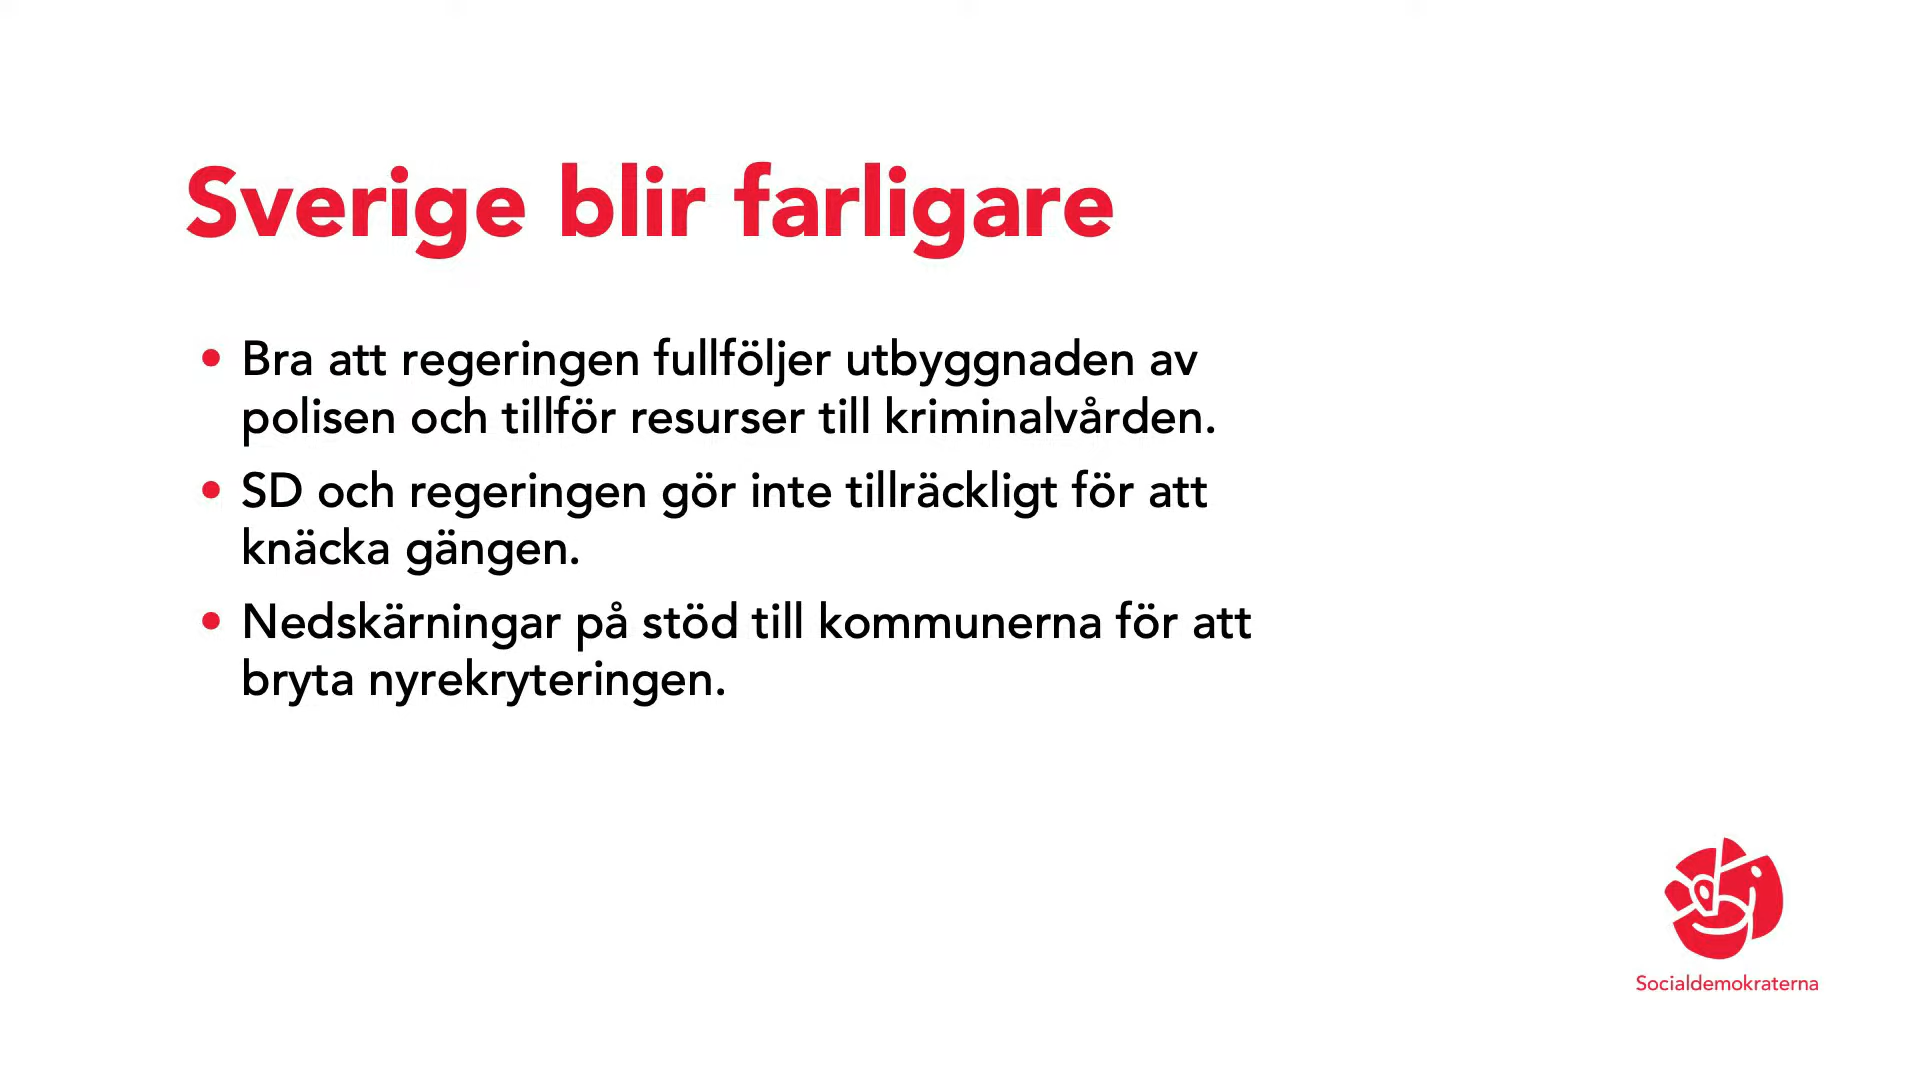 Sverige blir farligare
• Bra att regeringen fullföljer utbyggnaden av
polisen och tillför resurser till kriminalvården.
• SD och regeringen gör inte tillräckligt för att
knäcka gängen.
• Nedskärningar på stöd till kommunerna för att
bryta nyrekryteringen.
Socialdemokraterna